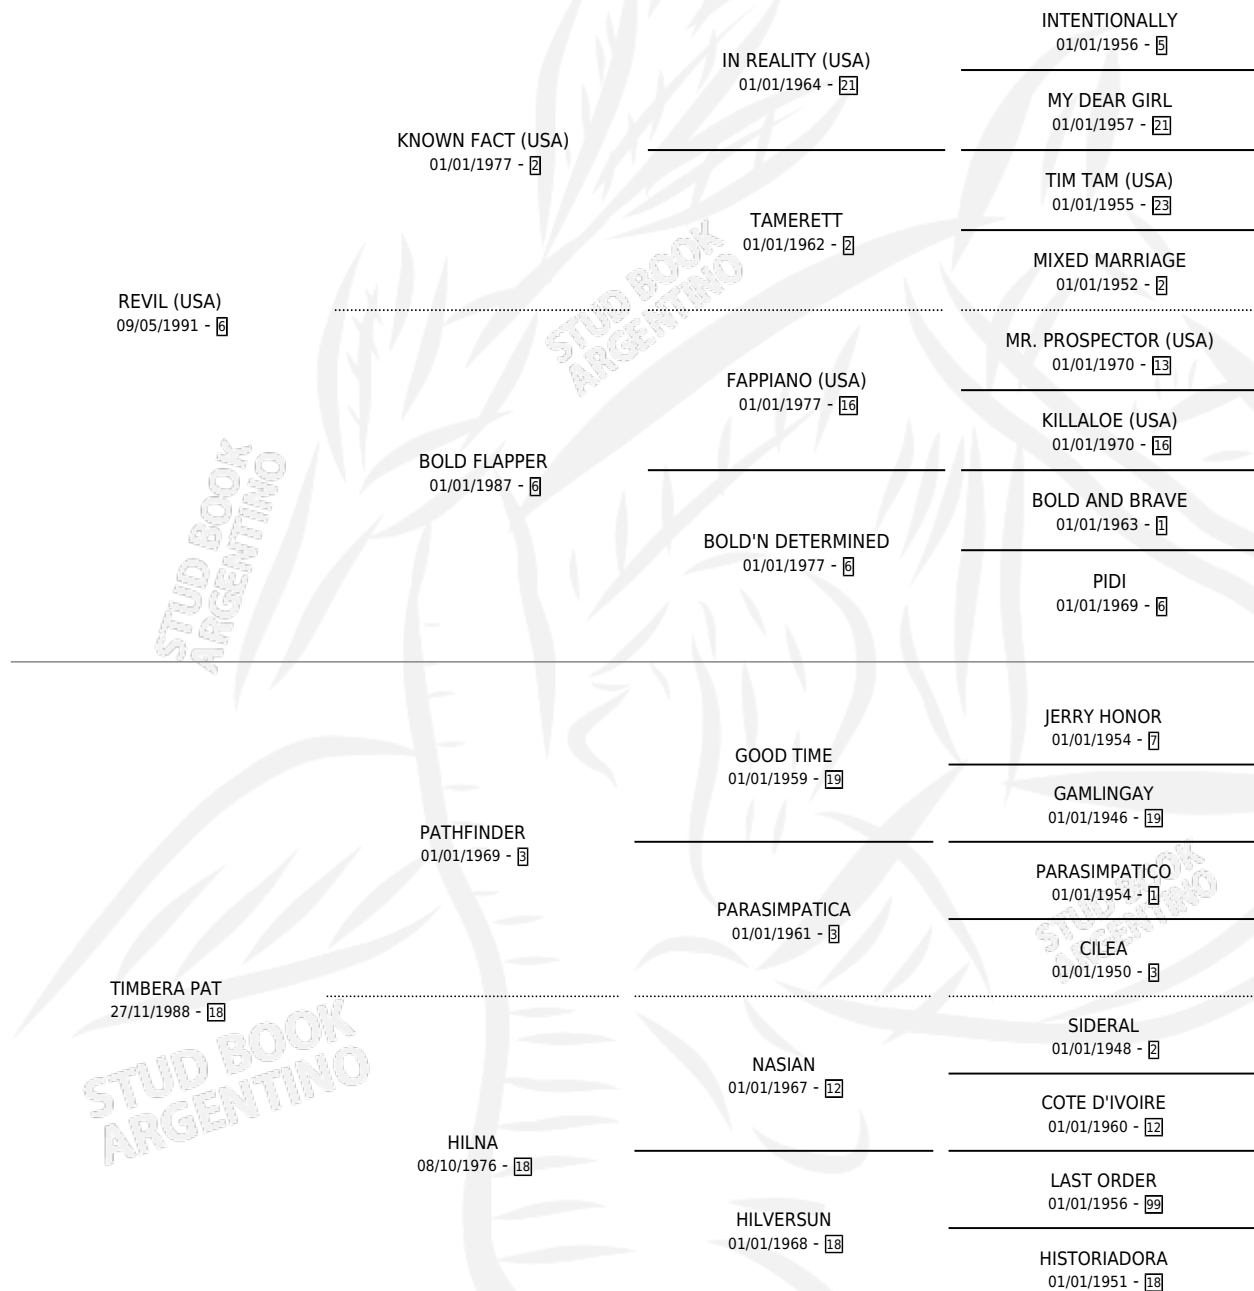 INTENTIONALLY
01/01/1956 - 5
IN REALITY (USA)
01/01/1964 - 21
MY DEAR GIRL
01/01/1957 - 21
KNOWN FACT (USA)
01/01/1977 - 2
TIM TAM (USA)
01/01/1955 - 23
TAMERETT
01/01/1962 - 2
MIXED MARRIAGE
01/01/1952 - 2
REVIL (USA)
09/05/1991 - 6
MR. PROSPECTOR (USA)
01/01/1970 - 13
FAPPIANO (USA)
01/01/1977 - 16
KILLALOE (USA)
01/01/1970 - 16
BOLD FLAPPER
01/01/1987 - 6
BOLD AND BRAVE
01/01/1963 - 1
BOLD'N DETERMINED
01/01/1977 - 6
PIDI
01/01/1969 - 6
JERRY HONOR
01/01/1954 - 7
GOOD TIME
01/01/1959 - 19
GAMLINGAY
01/01/1946 - 19
PATHFINDER
01/01/1969 - 3
PARASIMPATICO
01/01/1954 - 1
PARASIMPATICA
01/01/1961 - 3
CILEA
01/01/1950 - 3
TIMBERA PAT
27/11/1988 - 18
SIDERAL
01/01/1948 - 2
NASIAN
01/01/1967 - 12
COTE D'IVOIRE
01/01/1960 - 12
HILNA
08/10/1976 - 18
LAST ORDER
01/01/1956 - 99
HILVERSUN
01/01/1968 - 18
HISTORIADORA
01/01/1951 - 18
STUD BOOK
ARGENTINO
STUD BOOK
ARGENTINO
STUD BOOK
ARGENTINO
STUD BOOK
ARGENTINO